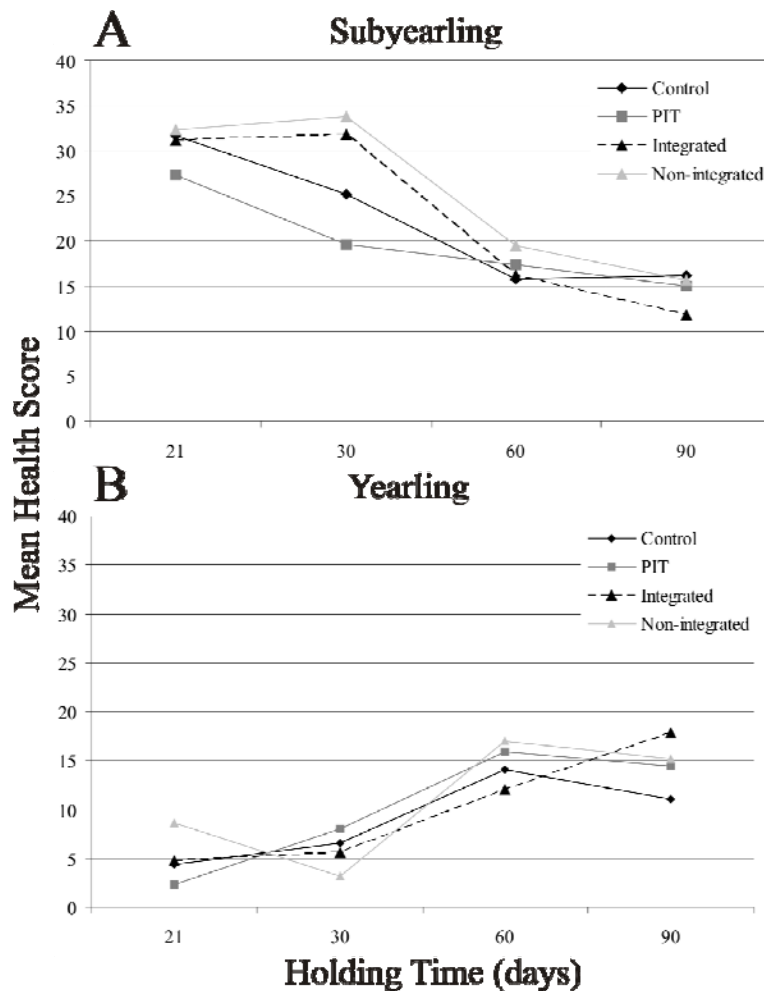 A
Subyearling
40
35
30
25
20
15
10
5
0
Control
PIT
Integrated
Non-integrated
21 30 60 90
Mean Health Score
B
Yearling
40
35
30
25
20
15
10
5
0
Control
PIT
Integrated
Non-integrated
21 30 60 90
Holding Time (days)